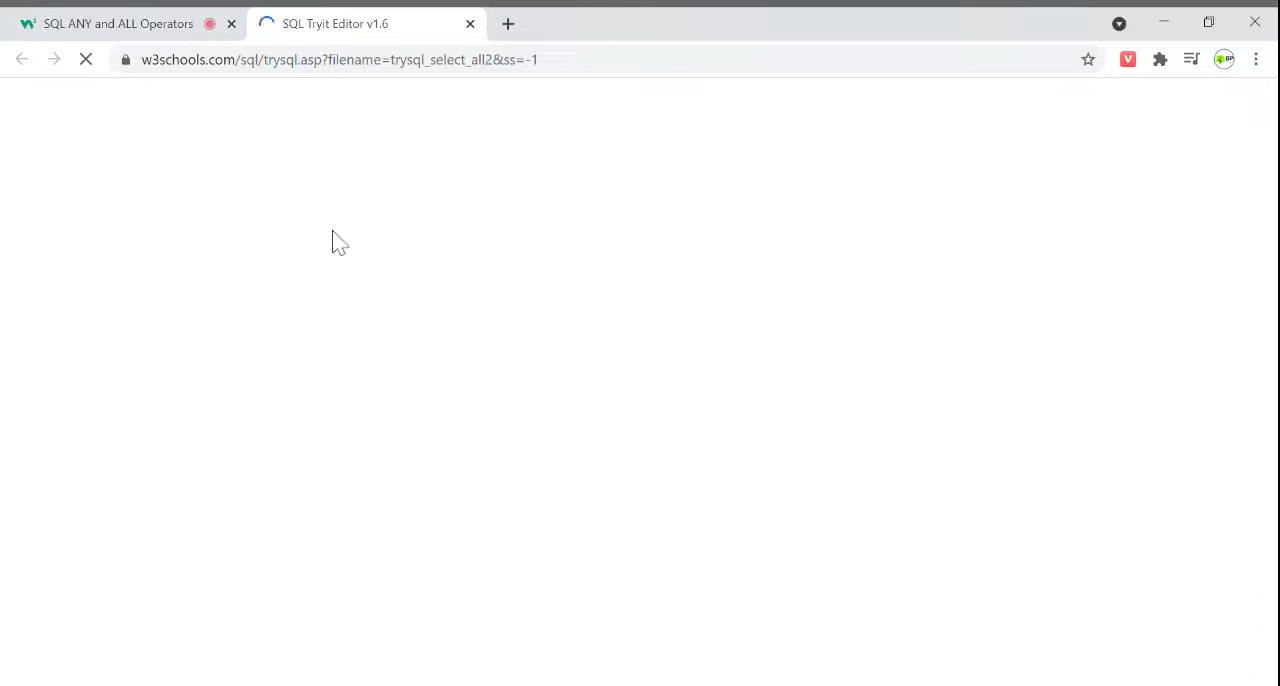 SQL ANY and ALL Operators
SQL Tryit Editor v1.6
w3schools.com/sql/trysql.asp?filename=trysql_select_all2&ss=-1
V
BP